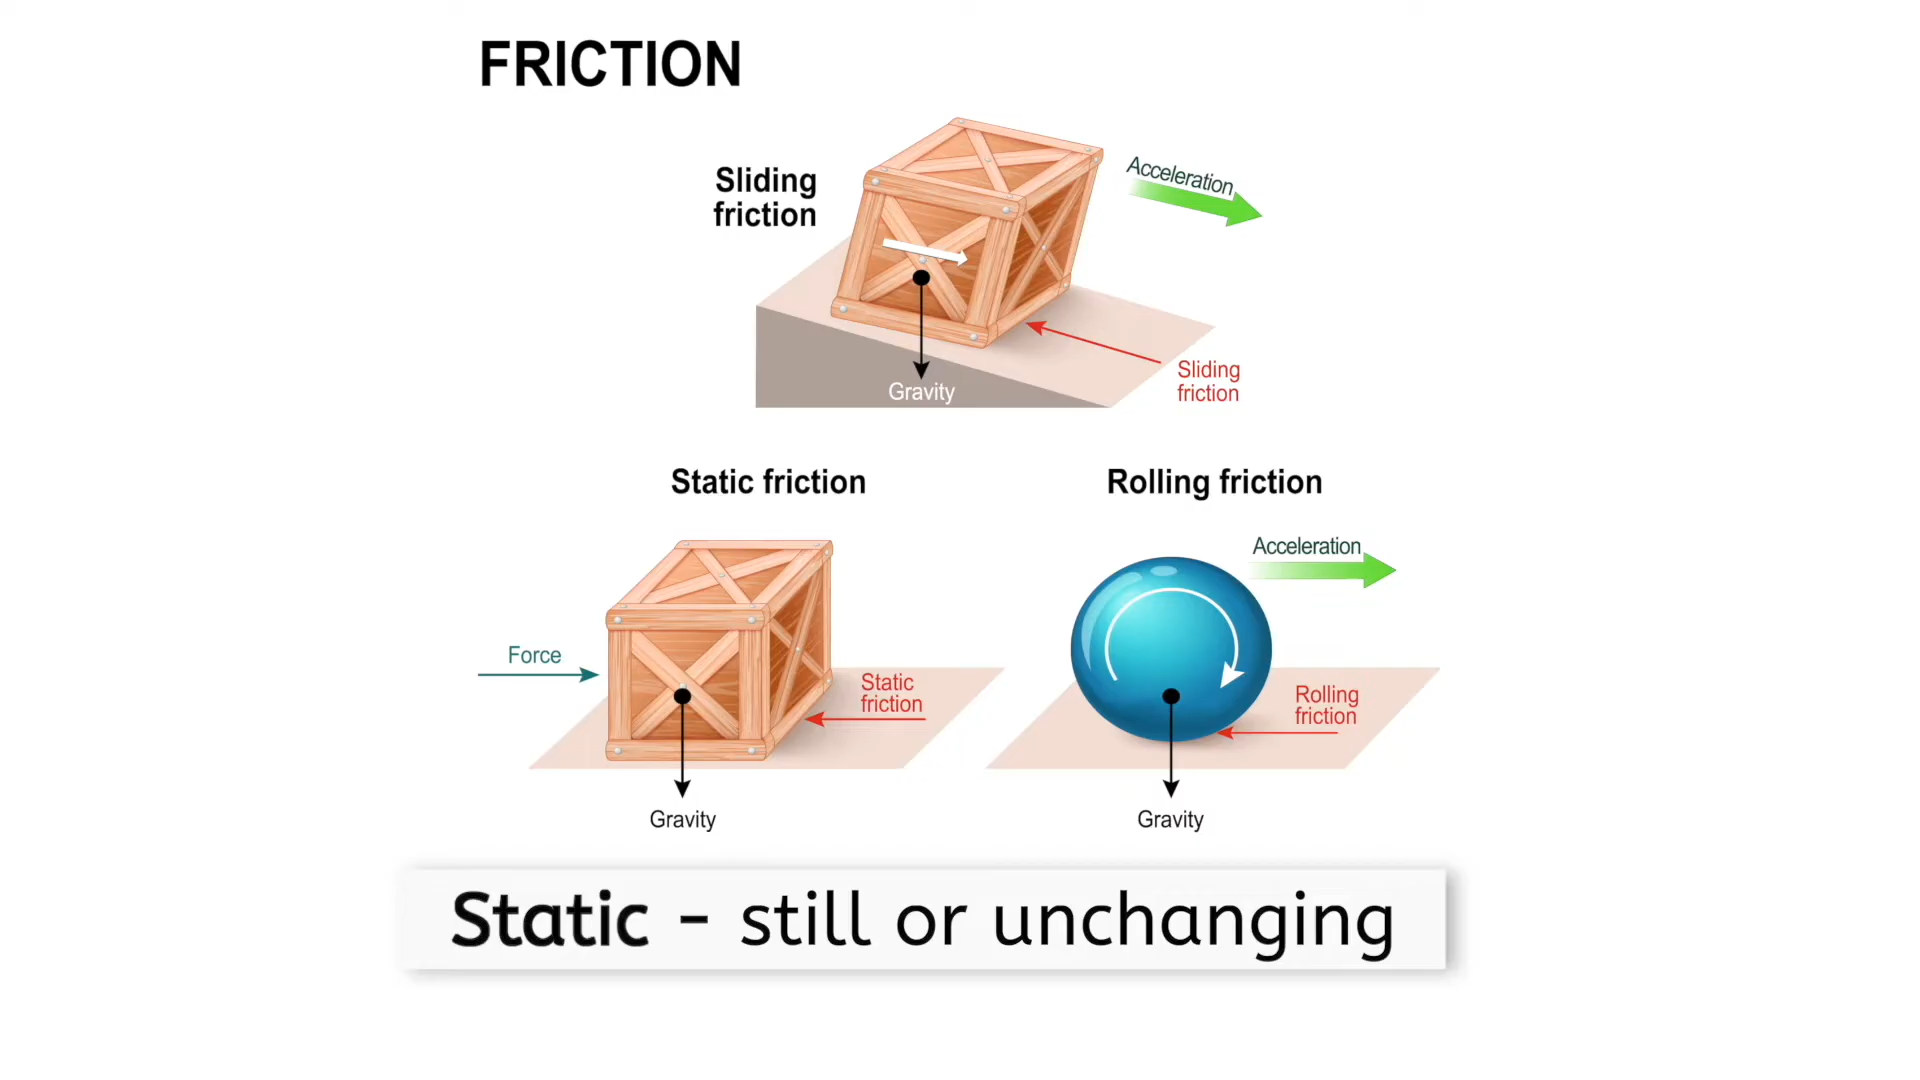 FRICTION
Sliding
friction
Acceleration
Gravity
Sliding
friction
Static friction
Rolling friction
Force
Static
friction
Gravity
Acceleration
Rolling
friction
Gravity
Static - still or unchanging